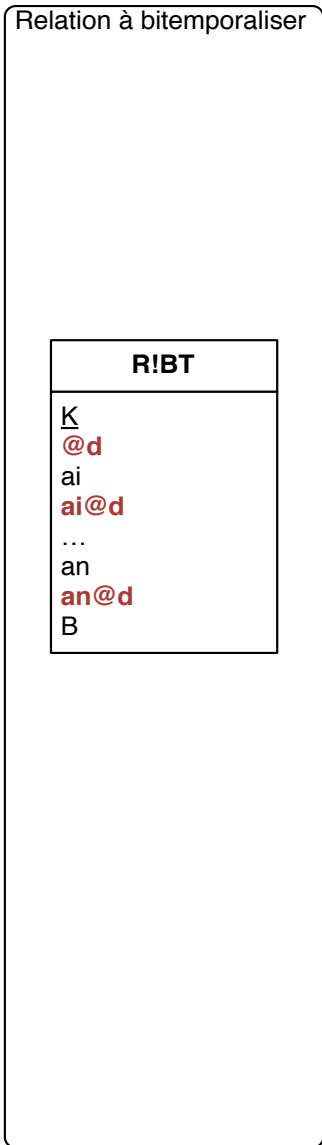 Relation à bitemporaliser
R!BT
K
@d
ai
ai@d
…
an
an@d
B